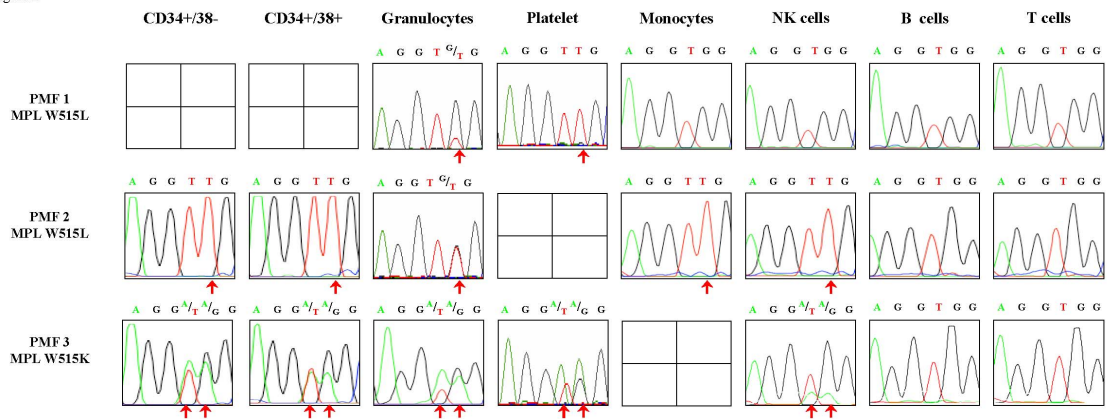 CD34+/38- CD34+/38+ Granulocytes Platelet Monocytes NK cells B cells T cells
A G G T G/T G A G G T T G A G G T G G A G G T G G A G G T G G A G G T G G
PMF 1
MPL W515L
A G G T T G A G G T T G A G G T G/T G A G G T T G A G G T T G A G G T G G A G G T G G
PMF 2
MPL W515L
A G G A/T A/G G A G G A/T A/G G A G G A/T A/G G A G G A/T A/G G A G G A/T A/G G A G G T G G A G G T G G
PMF 3
MPL W515K